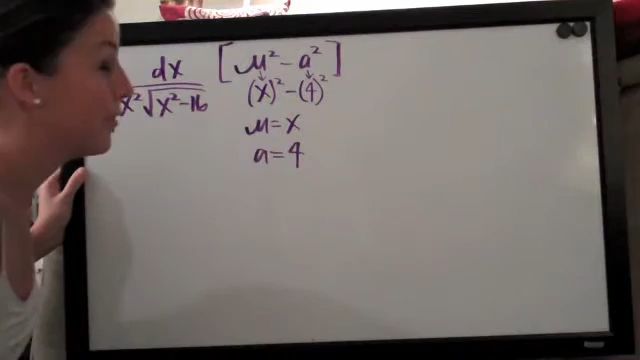 dx [u² - a²]
x²√x²-16 (x)² - (4)²
u = x
a = 4